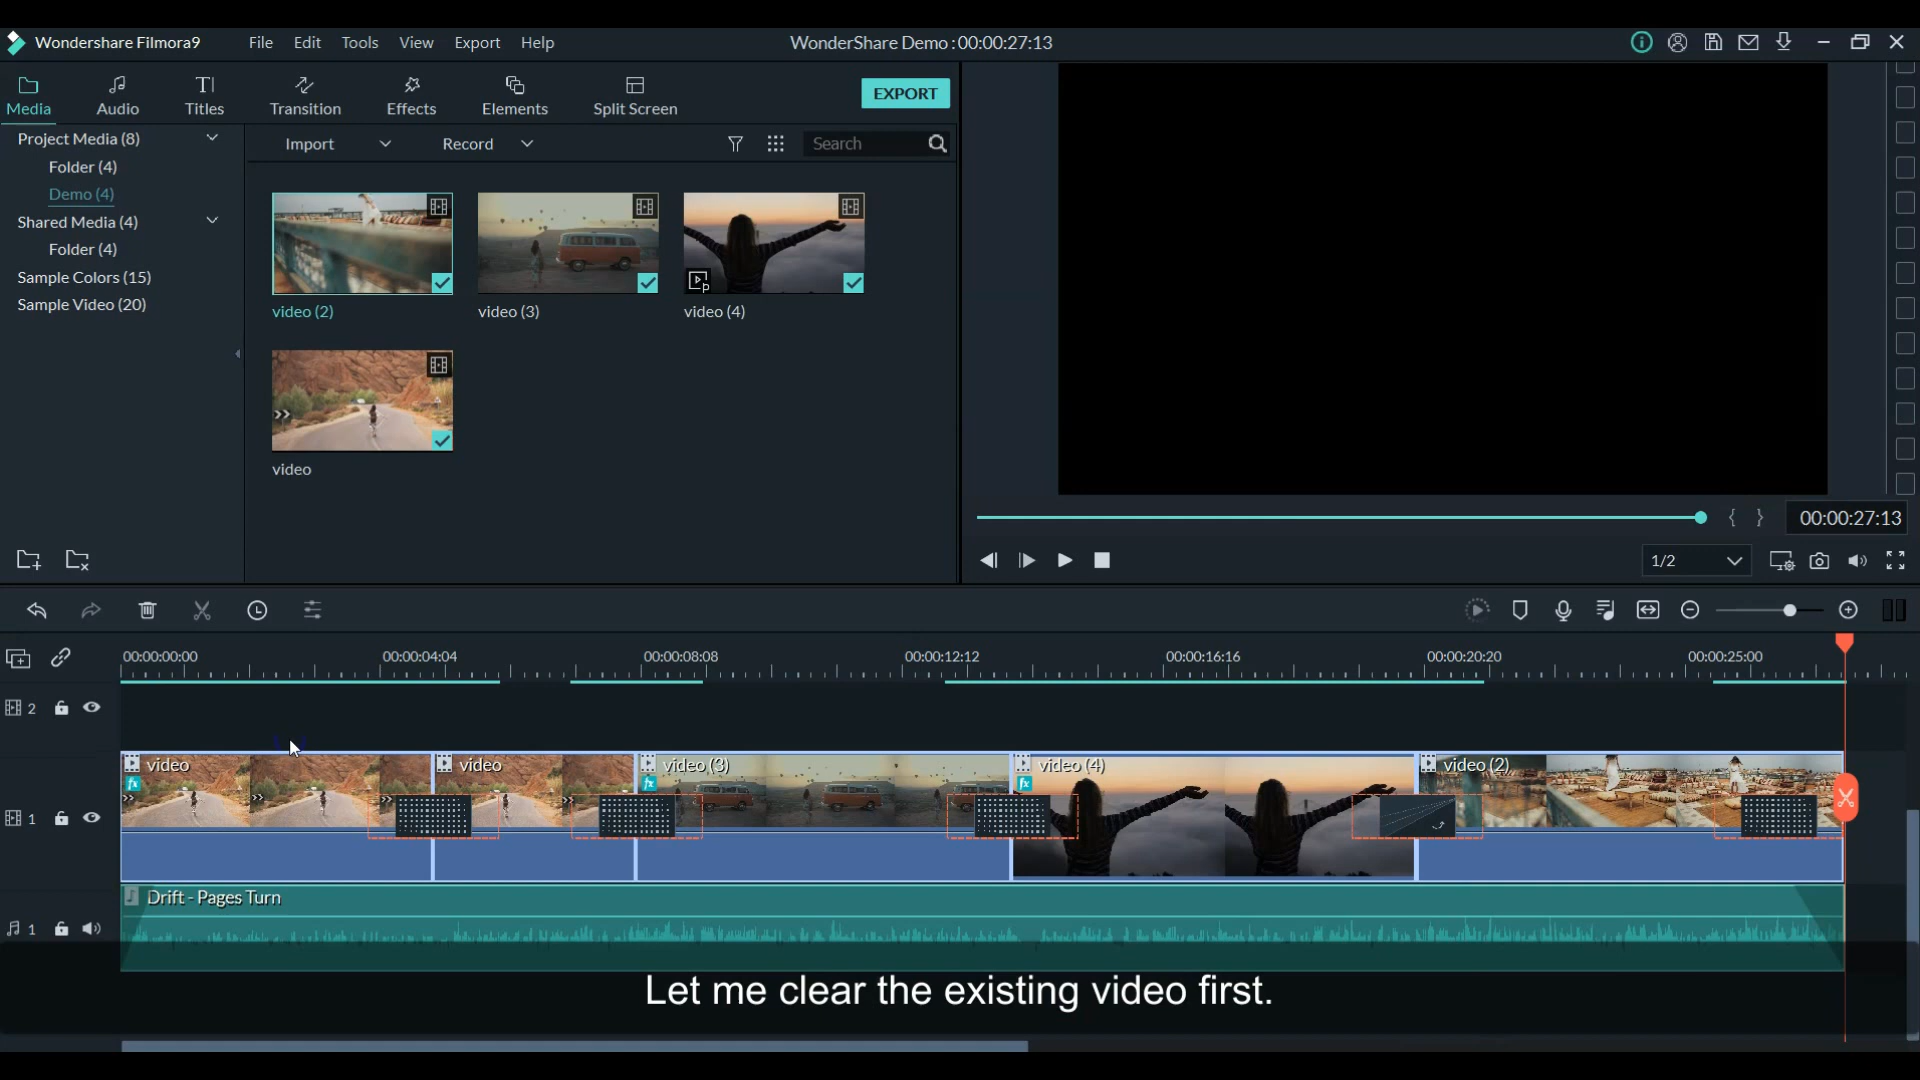 Wondershare Filmora9 File Edit Tools View Export Help WonderShare Demo : 00:00:27:13
Media Audio Titles Transition Effects Elements Split Screen EXPORT
Project Media (8)
Folder (4)
Demo (4)
Shared Media (4)
Folder (4)
Sample Colors (15)
Sample Video (20)
Import Record Search
video (2) video (3) video (4)
video
{ } 00:00:27:13
1/2
00:00:00:00 00:00:04:04 00:00:08:08 00:00:12:12 00:00:16:16 00:00:20:20 00:00:25:00
2
video video video (3) video (4) video (2)
fx fx fx
1
Drift - Pages Turn
1
Let me clear the existing video first.